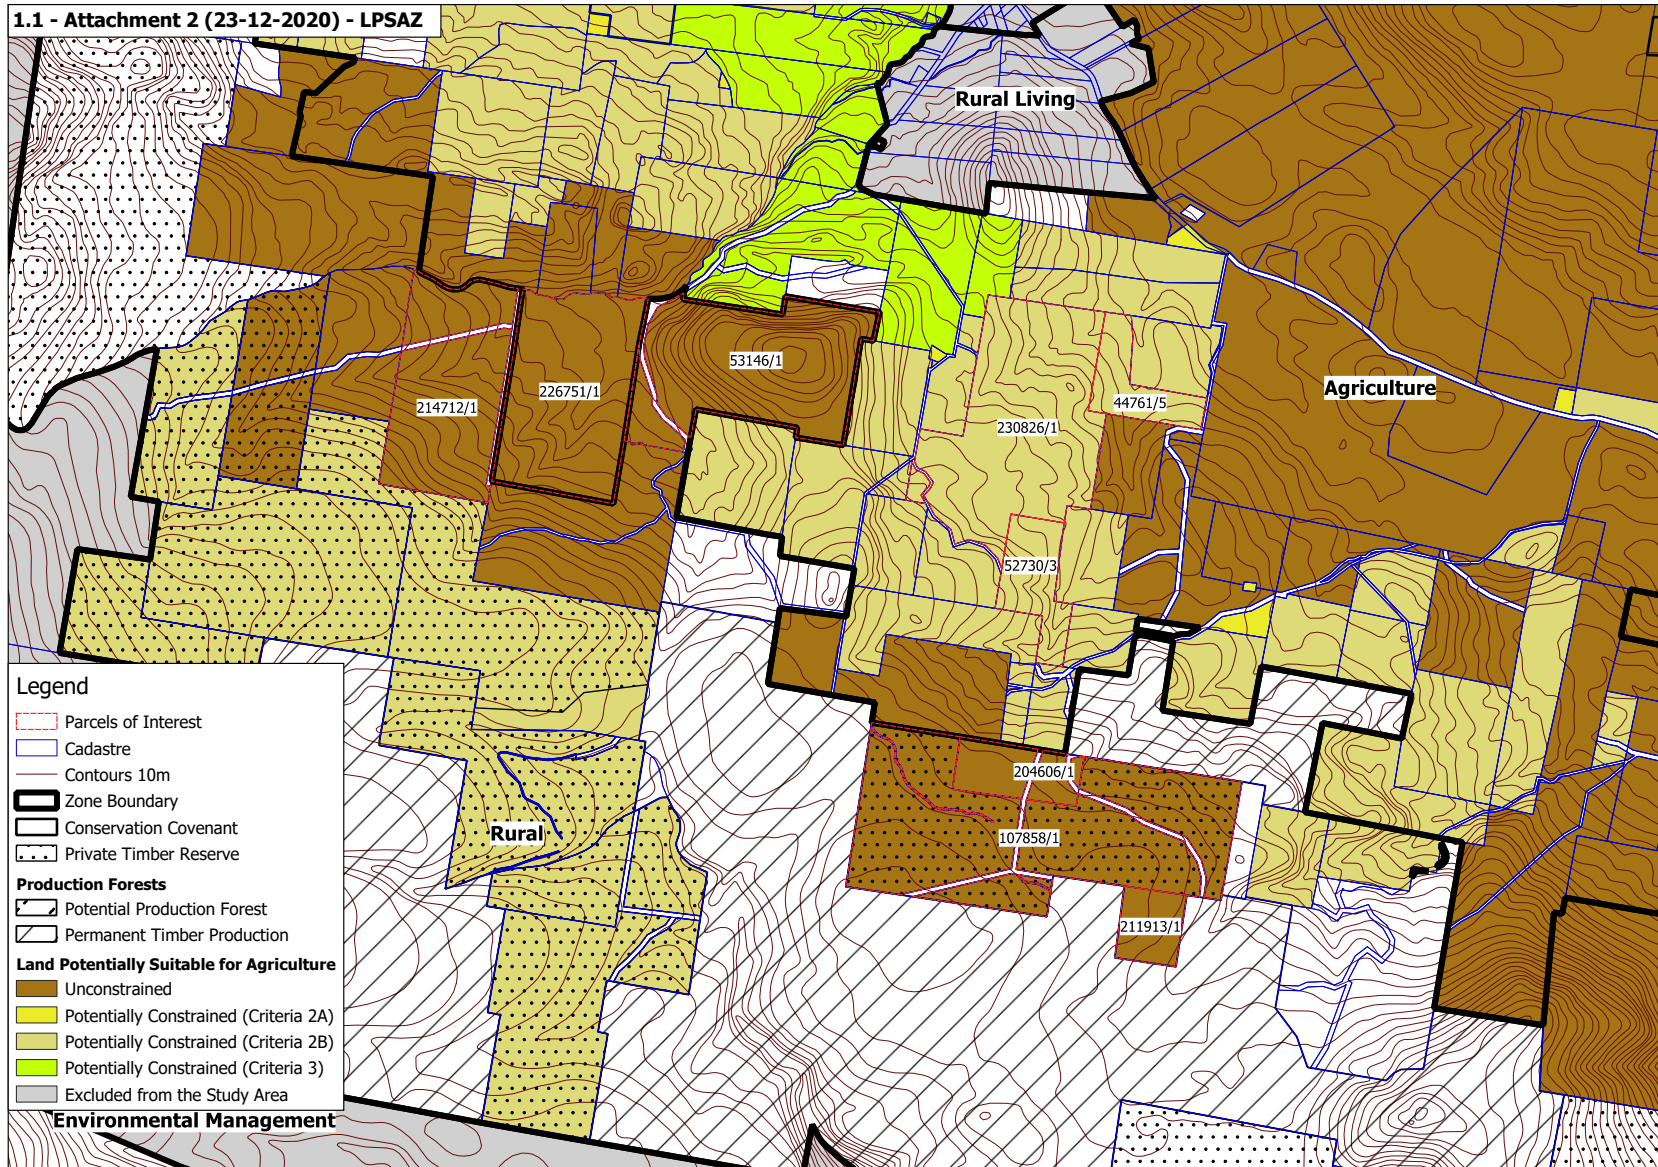 1.1 - Attachment 2 (23-12-2020) - LPSAZ
Rural Living
53146/1
226751/1
214712/1
Agriculture
44761/5
230826/1
52730/3
204606/1
107858/1
211913/1
Rural
Legend
Parcels of Interest
Cadastre
Contours 10m
Zone Boundary
Conservation Covenant
Private Timber Reserve
Production Forests
Potential Production Forest
Permanent Timber Production
Land Potentially Suitable for Agriculture
Unconstrained
Potentially Constrained (Criteria 2A)
Potentially Constrained (Criteria 2B)
Potentially Constrained (Criteria 3)
Excluded from the Study Area
Environmental Management